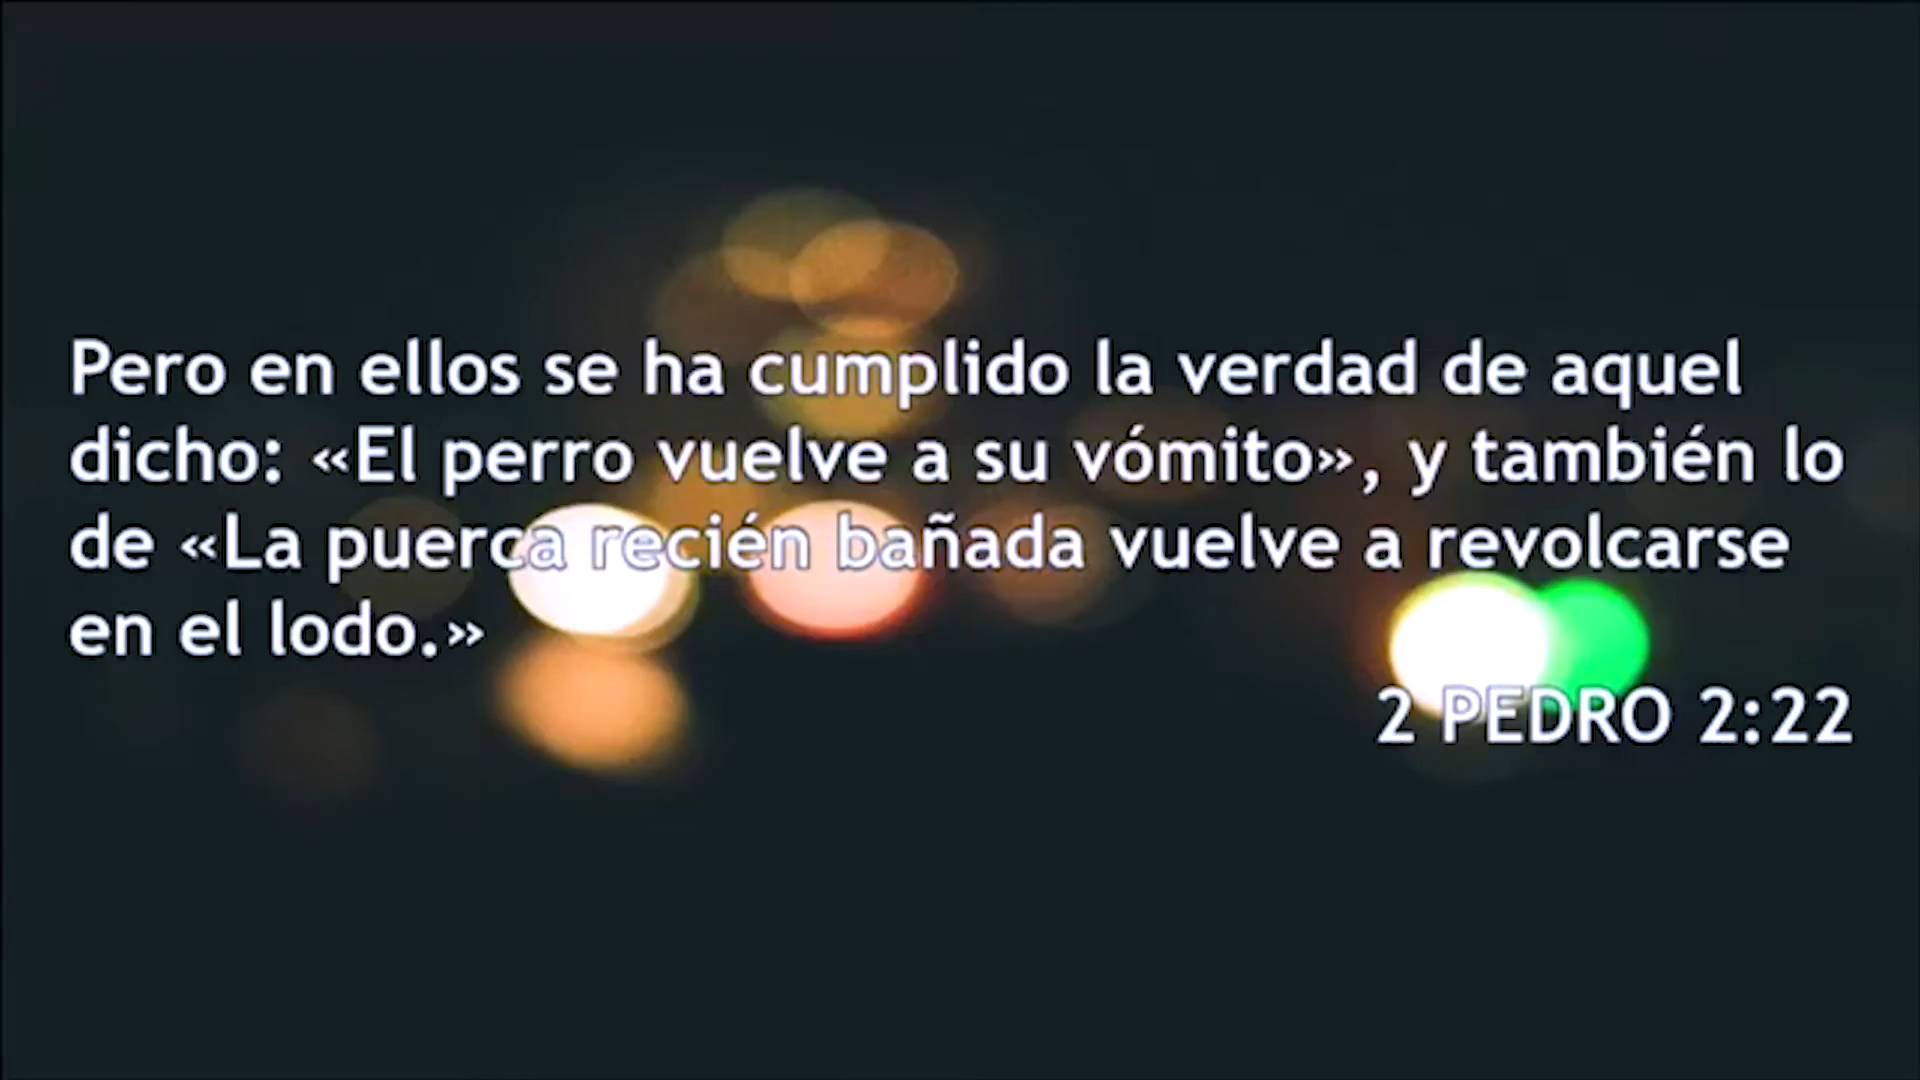 Pero en ellos se ha cumplido la verdad de aquel
dicho: «El perro vuelve a su vómito», y también lo
de «La puerca recién bañada vuelve a revolcarse
en el lodo.»
2 PEDRO 2:22